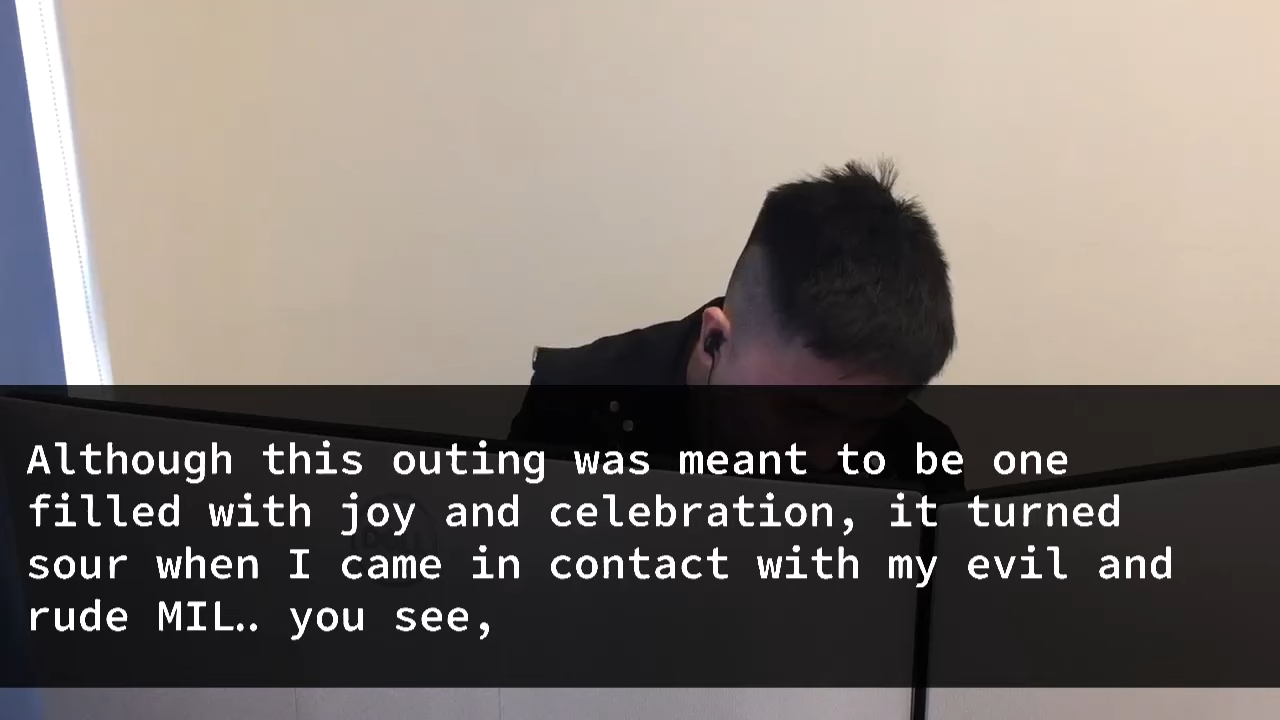 Although this outing was meant to be one
filled with joy and celebration, it turned
sour when I came in contact with my evil and
rude MIL.. you see,